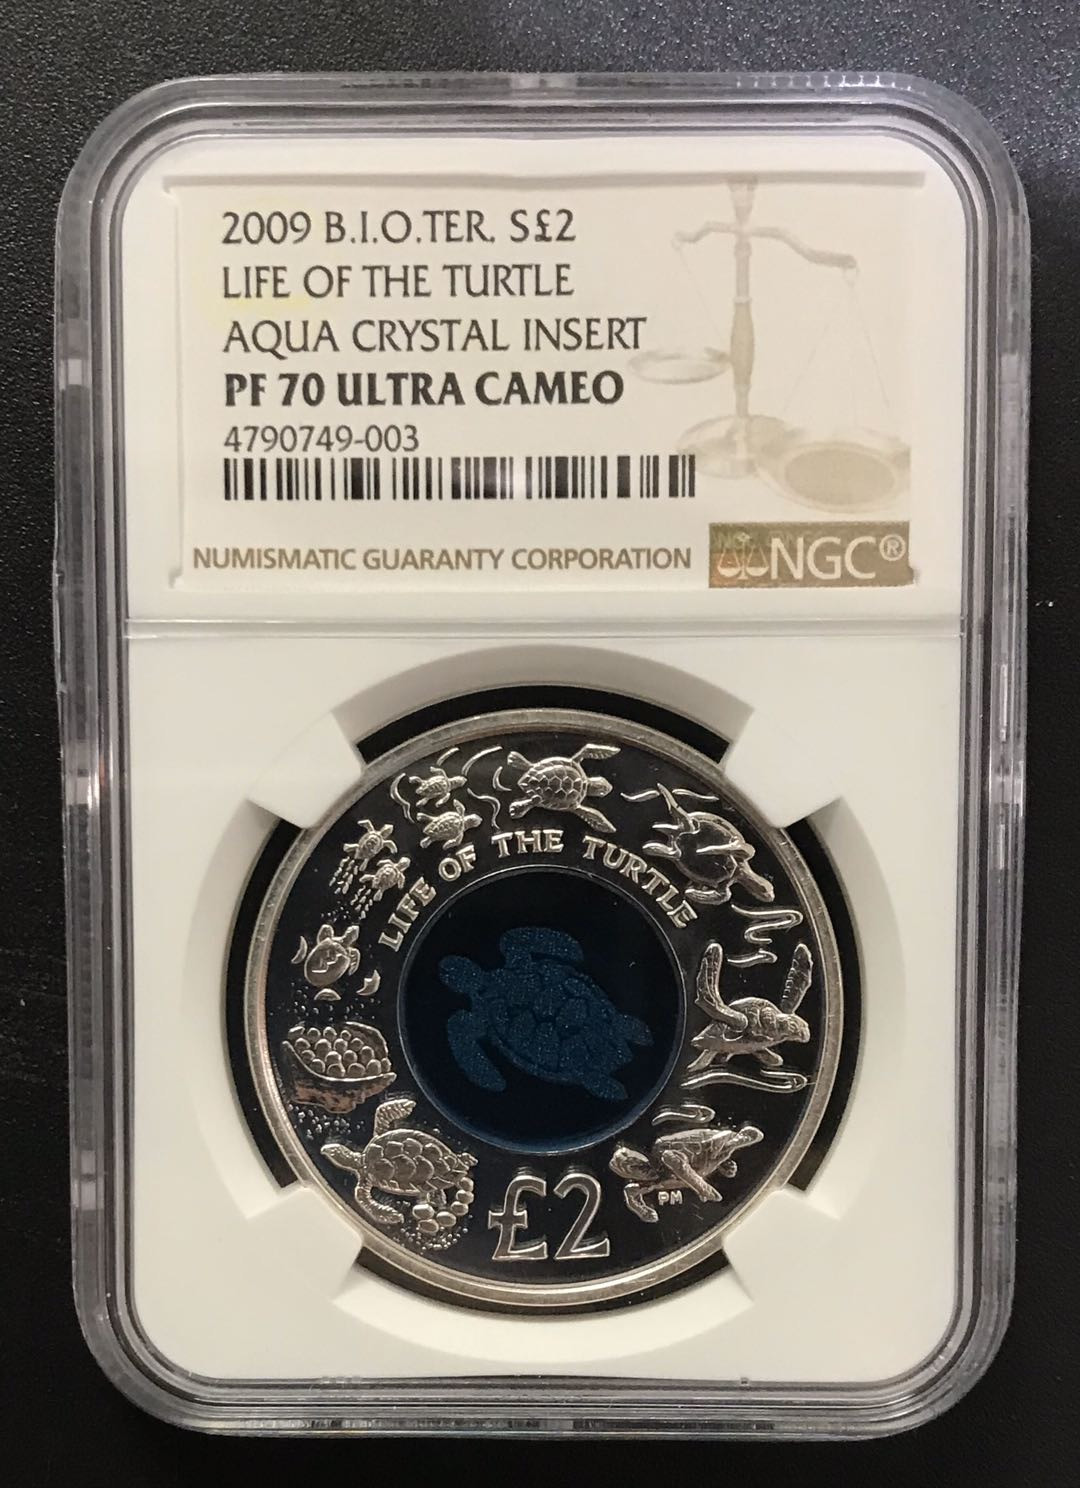 2009 B.I.O.TER. S£2
LIFE OF THE TURTLE
AQUA CRYSTAL INSERT
PF 70 ULTRA CAMEO
4790749-003
NUMISMATIC GUARANTY CORPORATION
NGC®
LIFE OF THE TURTLE
PM
£2